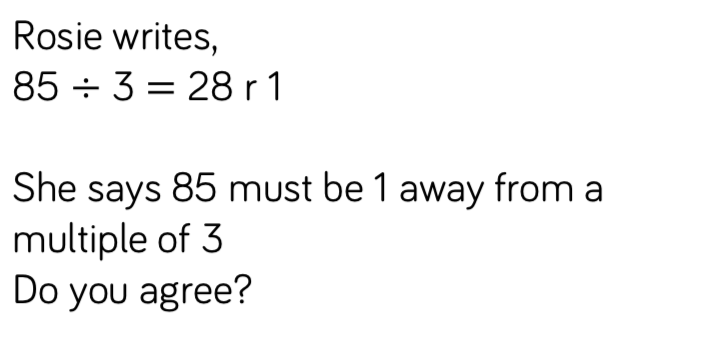 Rosie writes,
85 ÷ 3 = 28 r 1
She says 85 must be 1 away from a
multiple of 3
Do you agree?